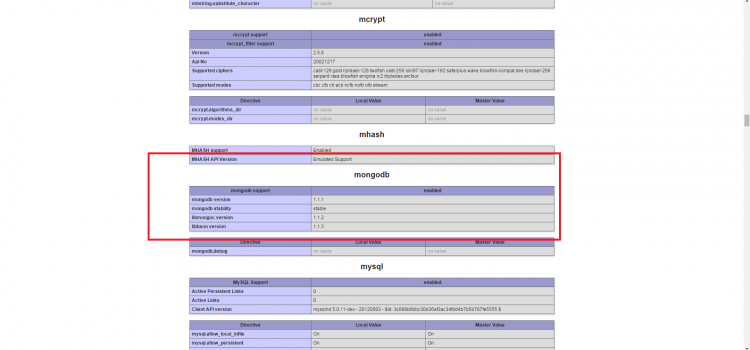 mbstring.substitute_character no value no value
mcrypt
mcrypt support enabled
mcrypt_filter support enabled
Version 2.5.8
Api No 20021217
Supported ciphers cast-128 gost rijndael-128 twofish cast-256 loki97 rijndael-192 saferplus wake blowfish-compat des rijndael-256
serpent xtea blowfish enigma rc2 tripledes arcfour
Supported modes cbc cfb ctr ecb ncfb nofb ofb stream
Directive Local Value Master Value
mcrypt.algorithms_dir no value no value
mcrypt.modes_dir no value no value
mhash
MHASH support Enabled
MHASH API Version Emulated Support
mongodb
mongodb support enabled
mongodb version 1.1.1
mongodb stability stable
libmongoc version 1.1.2
libbson version 1.1.3
Directive Local Value Master Value
mongodb.debug no value no value
mysql
MySQL Support enabled
Active Persistent Links 0
Active Links 0
Client API version mysqlnd 5.0.11-dev - 20120503 - $Id:
Directive Local Value Master Value
mysql.allow_local_infile On On
mysql.allow_persistent On On